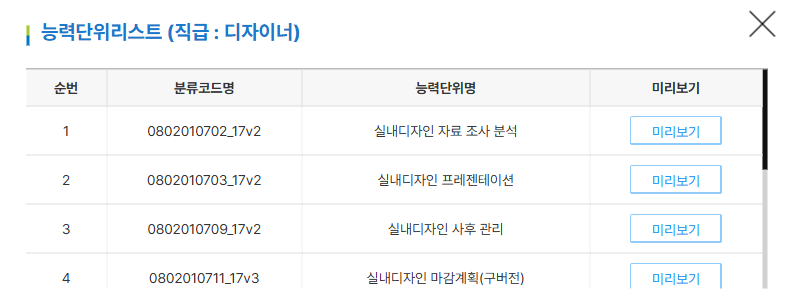 능력단위리스트 (직급 : 디자이너)
순번 분류코드명 능력단위명 미리보기
1 0802010702_17v2 실내디자인 자료 조사 분석 미리보기
2 0802010703_17v2 실내디자인 프레젠테이션 미리보기
3 0802010709_17v2 실내디자인 사후 관리 미리보기
4 0802010711_17v3 실내디자인 마감계획(구버전) 미리보기